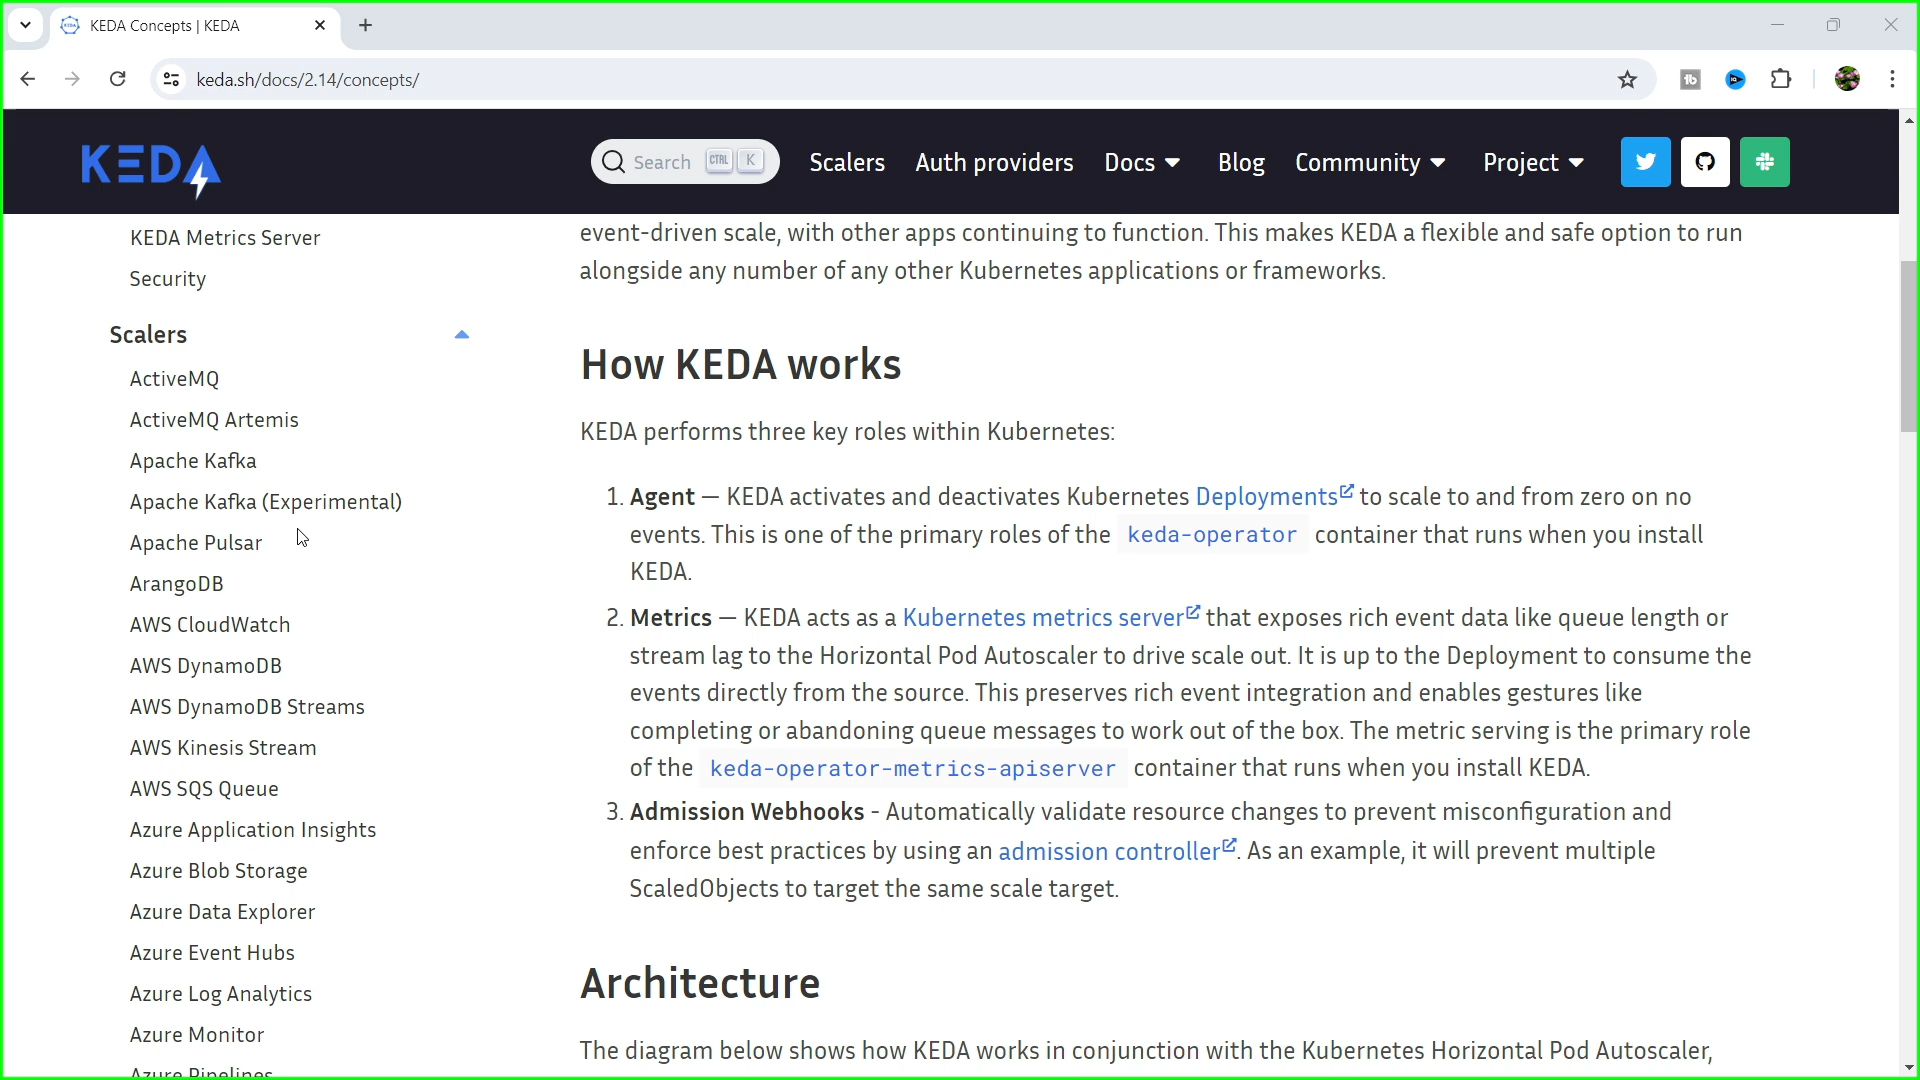 KEDA Concepts | KEDA
keda.sh/docs/2.14/concepts/
KEDA
Search CTRL K
Scalers
Auth providers
Docs
Blog
Community
Project
KEDA Metrics Server
Security
Scalers
ActiveMQ
ActiveMQ Artemis
Apache Kafka
Apache Kafka (Experimental)
Apache Pulsar
ArangoDB
AWS CloudWatch
AWS DynamoDB
AWS DynamoDB Streams
AWS Kinesis Stream
AWS SQS Queue
Azure Application Insights
Azure Blob Storage
Azure Data Explorer
Azure Event Hubs
Azure Log Analytics
Azure Monitor
Azure Pipelines
event-driven scale, with other apps continuing to function. This makes KEDA a flexible and safe option to run
alongside any number of any other Kubernetes applications or frameworks.
How KEDA works
KEDA performs three key roles within Kubernetes:
1. Agent — KEDA activates and deactivates Kubernetes Deployments to scale to and from zero on no
events. This is one of the primary roles of the keda-operator container that runs when you install
KEDA.
2. Metrics — KEDA acts as a Kubernetes metrics server that exposes rich event data like queue length or
stream lag to the Horizontal Pod Autoscaler to drive scale out. It is up to the Deployment to consume the
events directly from the source. This preserves rich event integration and enables gestures like
completing or abandoning queue messages to work out of the box. The metric serving is the primary role
of the keda-operator-metrics-apiserver container that runs when you install KEDA.
3. Admission Webhooks - Automatically validate resource changes to prevent misconfiguration and
enforce best practices by using an admission controller. As an example, it will prevent multiple
ScaledObjects to target the same scale target.
Architecture
The diagram below shows how KEDA works in conjunction with the Kubernetes Horizontal Pod Autoscaler,